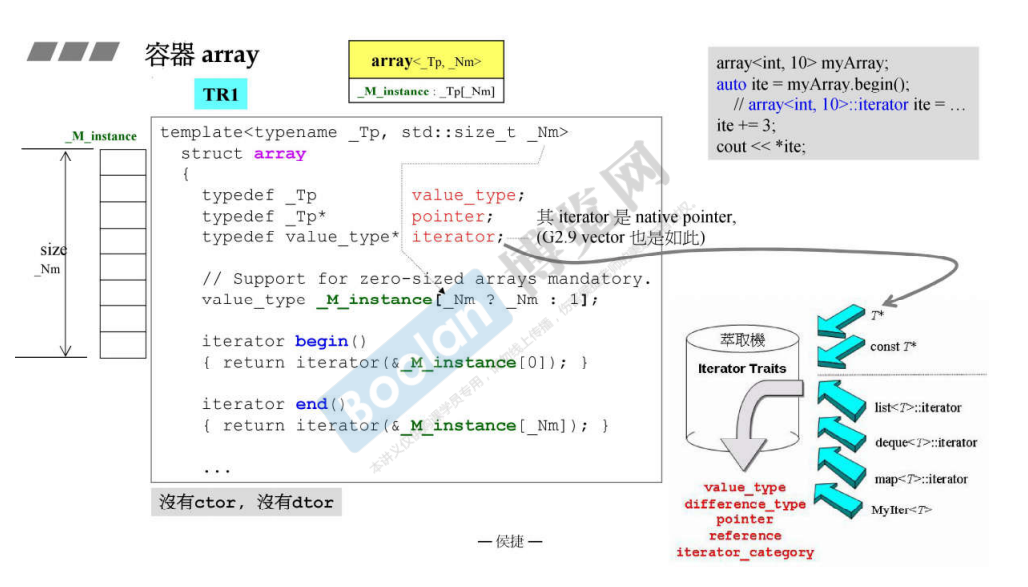 容器 array
TR1
array<_Tp, _Nm>
_M_instance : _Tp[_Nm]
array<int, 10> myArray;
auto ite = myArray.begin();
// array<int, 10>::iterator ite = …
ite += 3;
cout << *ite;
_M_instance
size
_Nm
template<typename _Tp, std::size_t _Nm>
struct array
{
typedef _Tp value_type;
typedef _Tp* pointer;
typedef value_type* iterator;
// Support for zero-sized arrays mandatory.
value_type _M_instance[_Nm ? _Nm : 1];
iterator begin()
{ return iterator(&_M_instance[0]); }
iterator end()
{ return iterator(&_M_instance[_Nm]); }
...
其 iterator 是 native pointer,
(G2.9 vector 也是如此)
沒有ctor, 沒有dtor
萃取機
Iterator Traits
T*
const T*
list<T>::iterator
deque<T>::iterator
map<T>::iterator
MyIter<T>
value_type
difference_type
pointer
reference
iterator_category
— 侯捷 —
Boolan
博览网